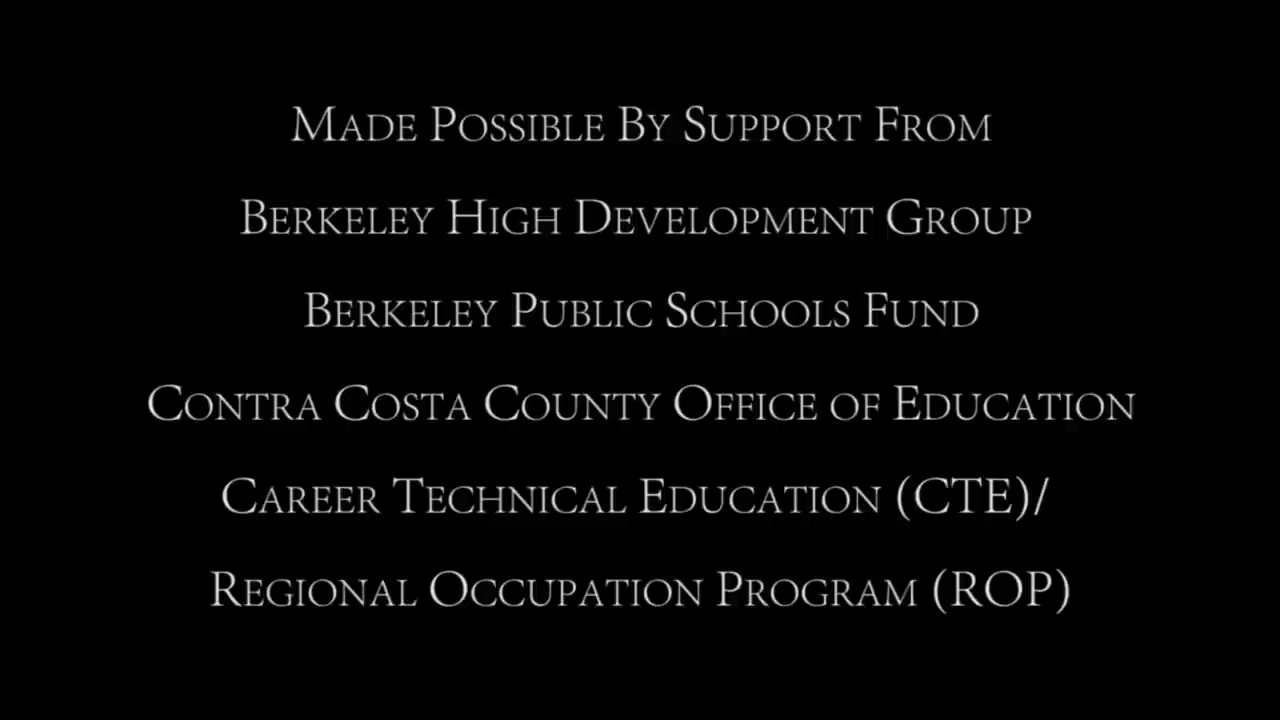 Made Possible By Support From
Berkeley High Development Group
Berkeley Public Schools Fund
Contra Costa County Office of Education
Career Technical Education (CTE)/
Regional Occupation Program (ROP)